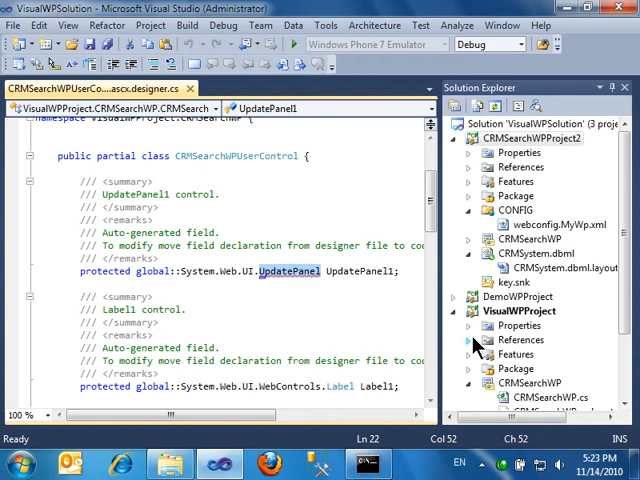 VisualWPSolution - Microsoft Visual Studio (Administrator)
File Edit View Refactor Project Build Debug Team Data Tools Architecture Test Analyze Window Help
Windows Phone 7 Emulator Debug
CRMSearchWPUserCo....ascx.designer.cs
VisualWPProject.CRMSearchWP.CRMSearch
UpdatePanel1
namespace VisualWPProject.CRMSearchWP {
public partial class CRMSearchWPUserControl {
/// <summary>
/// UpdatePanel1 control.
/// </summary>
/// <remarks>
/// Auto-generated field.
/// To modify move field declaration from designer file to co
/// </remarks>
protected global::System.Web.UI.UpdatePanel UpdatePanel1;
/// <summary>
/// Label1 control.
/// </summary>
/// <remarks>
/// Auto-generated field.
/// To modify move field declaration from designer file to co
/// </remarks>
protected global::System.Web.UI.WebControls.Label Label1;
100 %
Solution Explorer
Solution 'VisualWPSolution' (3 proje
CRMSearchWPProject2
Properties
References
Features
Package
CONFIG
webconfig.MyWp.xml
CRMSearchWP
CRMSystem.dbml
CRMSystem.dbml.layout
key.snk
DemoWPProject
VisualWPProject
Properties
References
Features
Package
CRMSearchWP
CRMSearchWP.cs
Ready Ln 22 Col 52 Ch 52 INS
EN
5:23 PM
11/14/2010